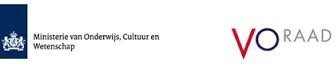 Ministerie van Onderwijs, Cultuur en
Wetenschap
VO RAAD